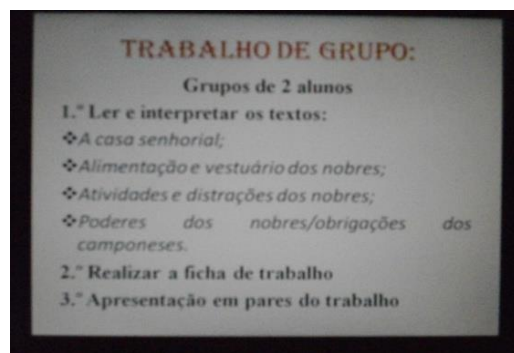 TRABALHO DE GRUPO:
Grupos de 2 alunos
1.º Ler e interpretar os textos:
❖A casa senhorial;
❖Alimentação e vestuário dos nobres;
❖Atividades e distrações dos nobres;
❖Poderes dos nobres/obrigações dos
camponeses.
2.º Realizar a ficha de trabalho
3.º Apresentação em pares do trabalho